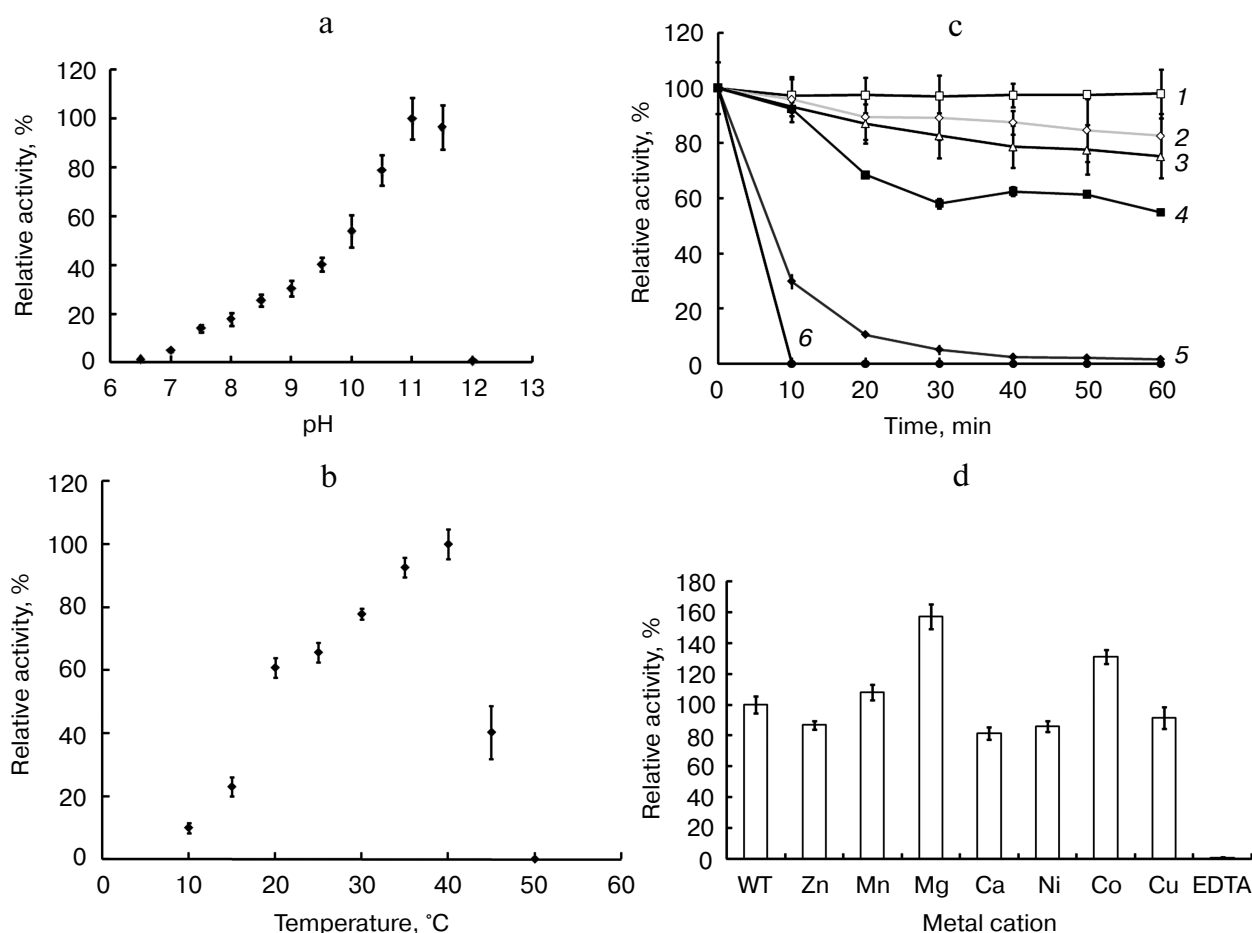 a
Relative activity, %
120
100
80
60
40
20
0
6 7 8 9 10 11 12 13
pH
b
Relative activity, %
120
100
80
60
40
20
0
0 10 20 30 40 50 60
Temperature, °C
c
Relative activity, %
120
100
80
60
40
20
0
1
2
3
4
5
6
0 10 20 30 40 50 60
Time, min
d
Relative activity, %
180
160
140
120
100
80
60
40
20
0
WT Zn Mn Mg Ca Ni Co Cu EDTA
Metal cation